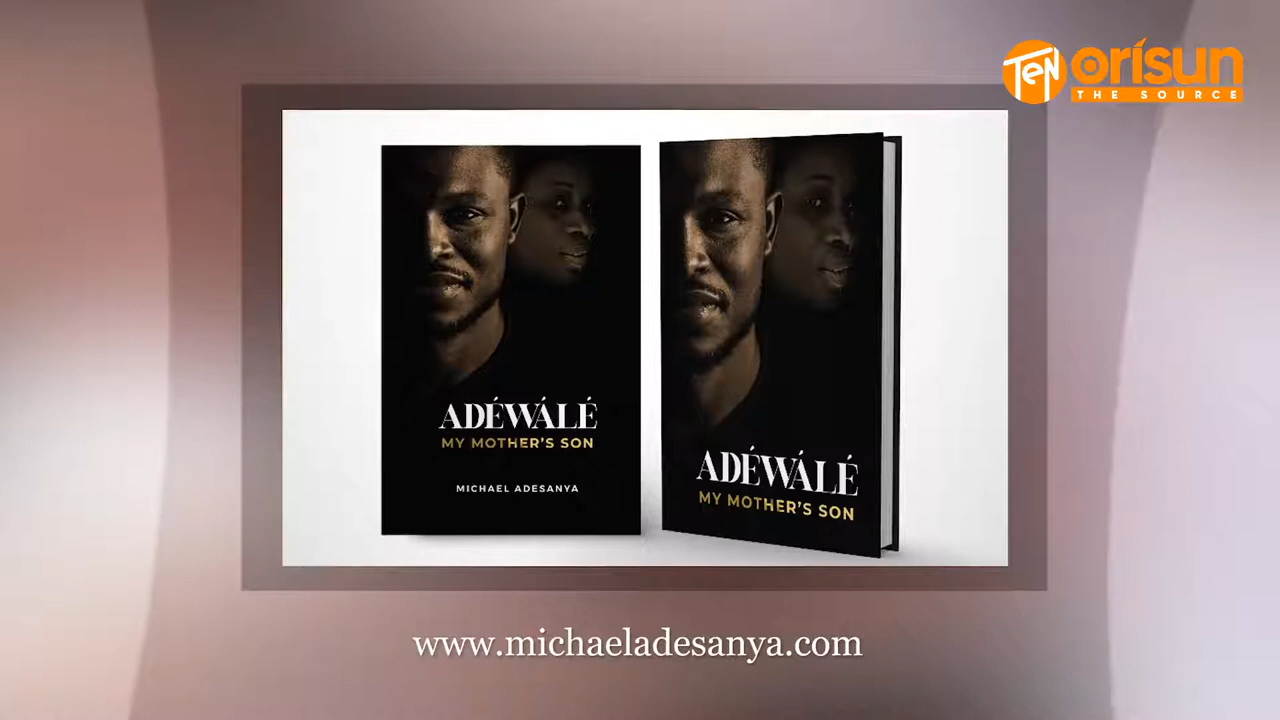 TEN
orísun
THE SOURCE
ADÉWÁLÉ
MY MOTHER'S SON
MICHAEL ADESANYA
ADÉWÁLÉ
MY MOTHER'S SON
www.michaeladesanya.com